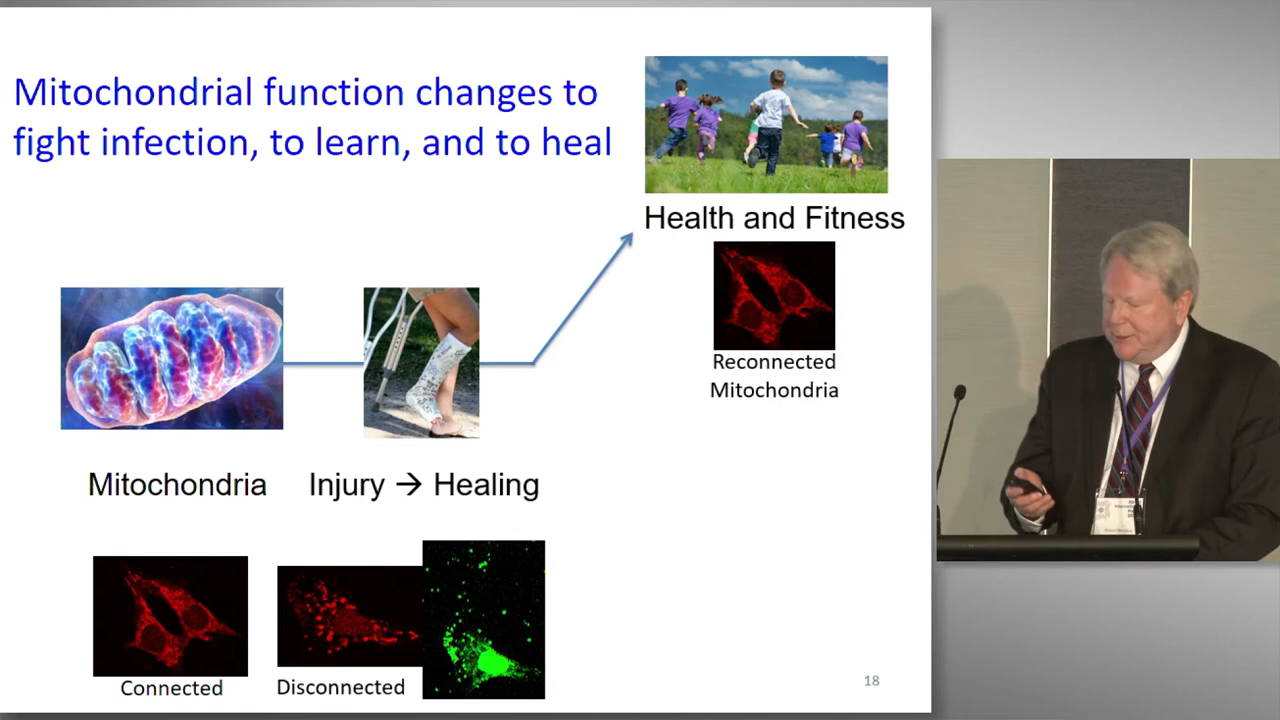 Mitochondrial function changes to
fight infection, to learn, and to heal
Health and Fitness
Reconnected
Mitochondria
Mitochondria
Injury → Healing
Connected
Disconnected
18